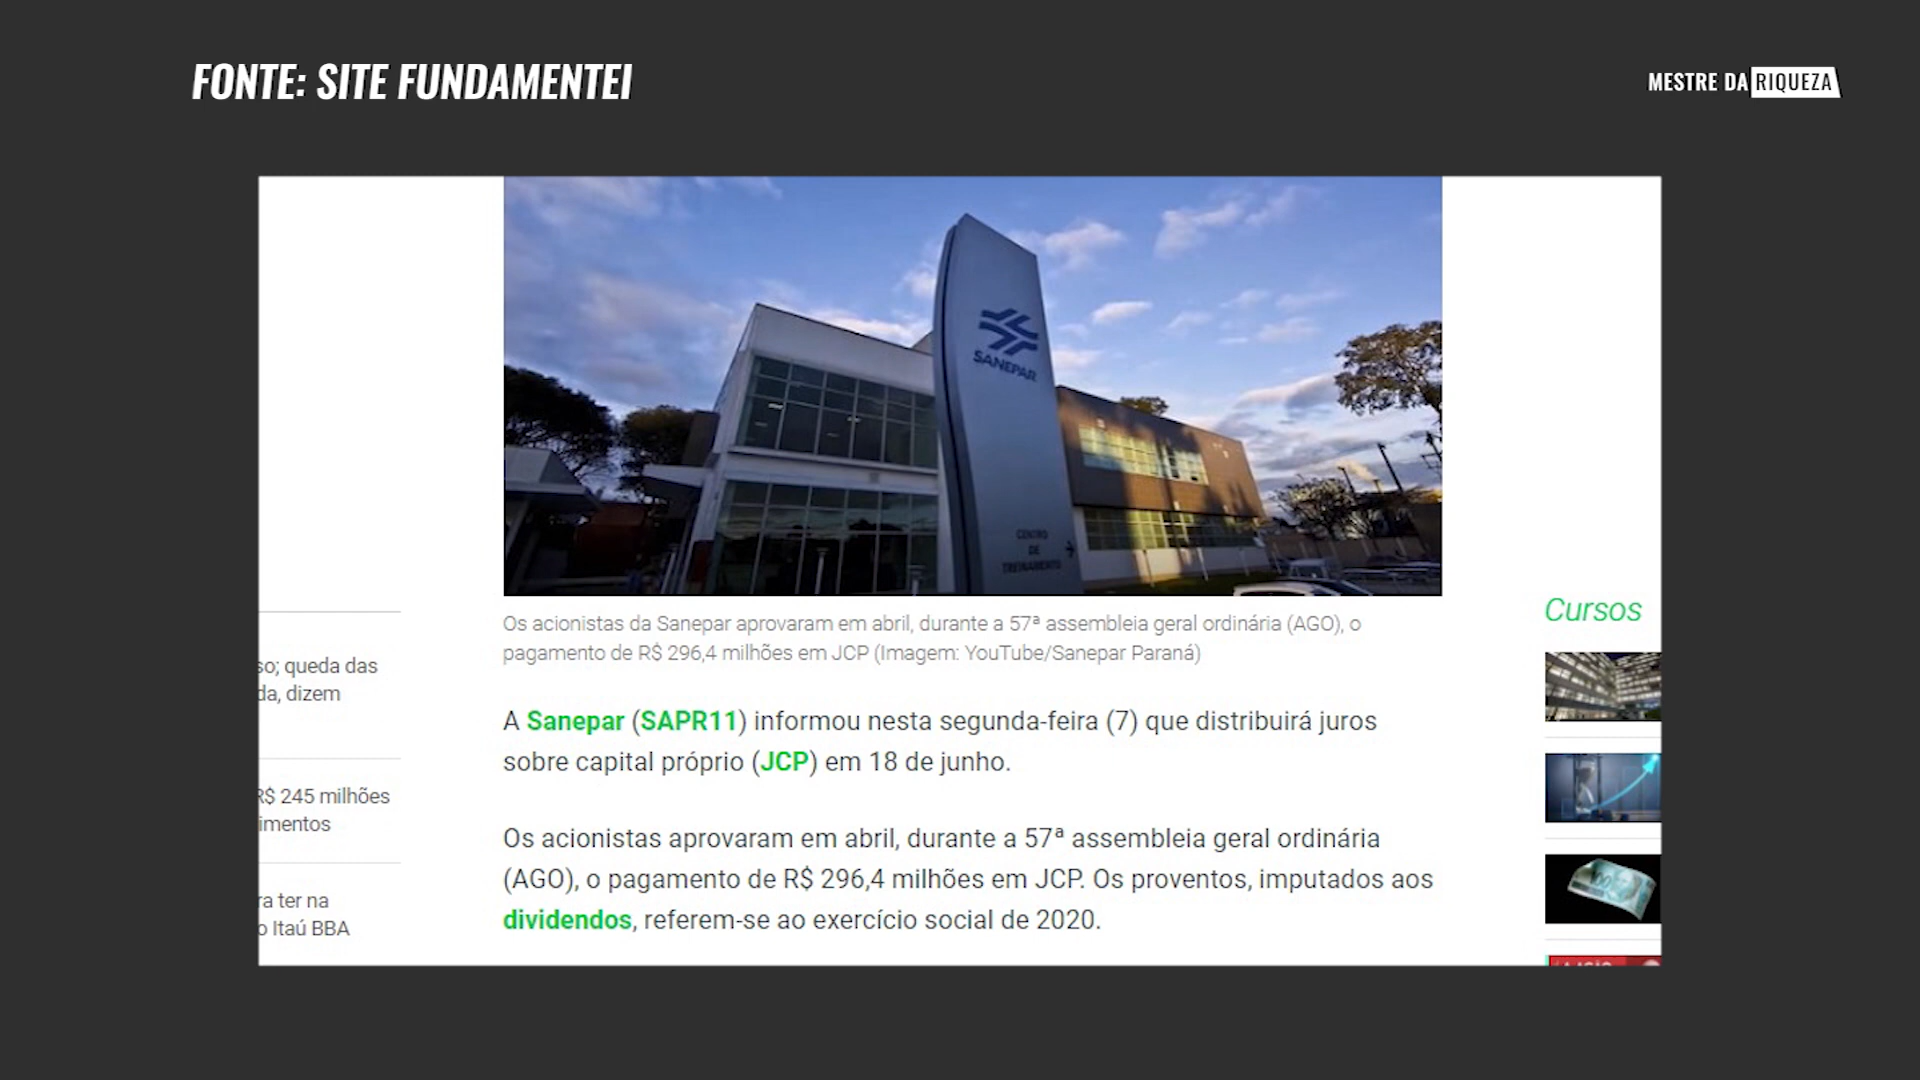 FONTE: SITE FUNDAMENTEI
MESTRE DA RIQUEZA
SANEPAR
CENTRO
DE
TREINAMENTO
Os acionistas da Sanepar aprovaram em abril, durante a 57ª assembleia geral ordinária (AGO), o
pagamento de R$ 296,4 milhões em JCP (Imagem: YouTube/Sanepar Paraná)
A Sanepar (SAPR11) informou nesta segunda-feira (7) que distribuirá juros
sobre capital próprio (JCP) em 18 de junho.
Os acionistas aprovaram em abril, durante a 57ª assembleia geral ordinária
(AGO), o pagamento de R$ 296,4 milhões em JCP. Os proventos, imputados aos
dividendos, referem-se ao exercício social de 2020.
so; queda das
da, dizem
R$ 245 milhões
imentos
ra ter na
o Itaú BBA
Cursos
100